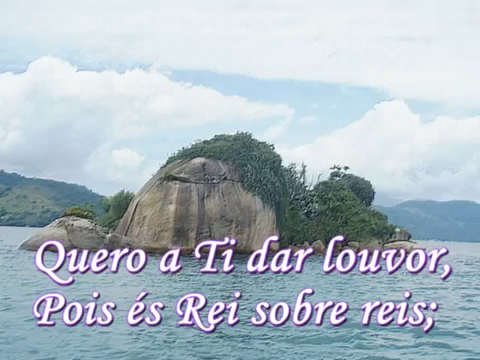 Quero a Ti dar louvor,
Pois és Rei sobre reis;